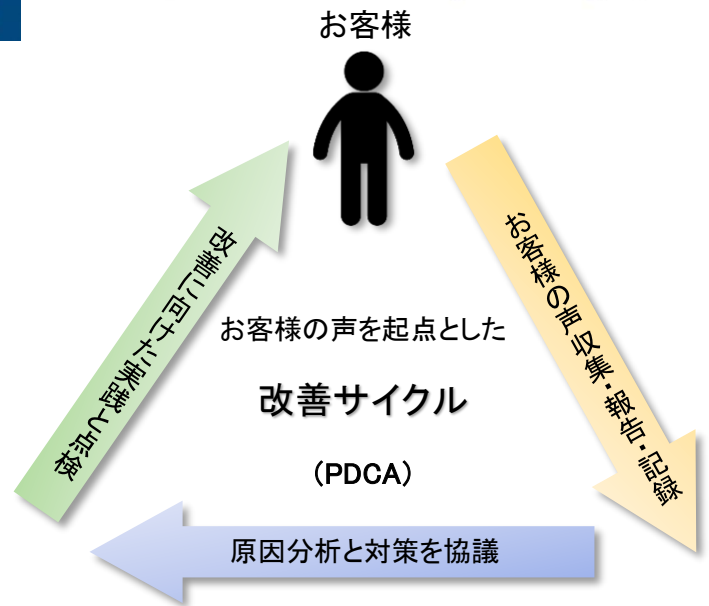 お客様
お客様の声収集・報告・記録
お客様の声を起点とした
改善サイクル
（PDCA）
原因分析と対策を協議
改善に向けた実践と点検